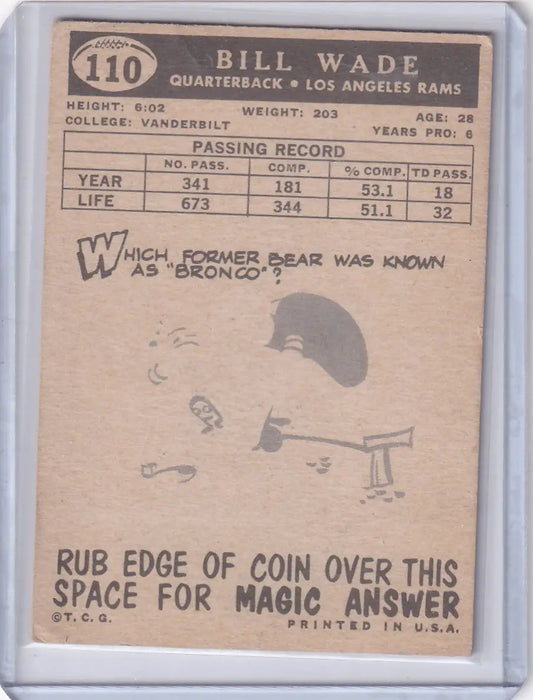 110
BILL WADE
QUARTERBACK • LOS ANGELES RAMS
HEIGHT: 6:02 WEIGHT: 203 AGE: 28
COLLEGE: VANDERBILT YEARS PRO: 6
PASSING RECORD
NO. PASS. COMP. % COMP. TD PASS.
YEAR 341 181 53.1 18
LIFE 673 344 51.1 32
WHICH FORMER BEAR WAS KNOWN
AS "BRONCO"?
RUB EDGE OF COIN OVER THIS
SPACE FOR MAGIC ANSWER
©T.C.G. PRINTED IN U.S.A.